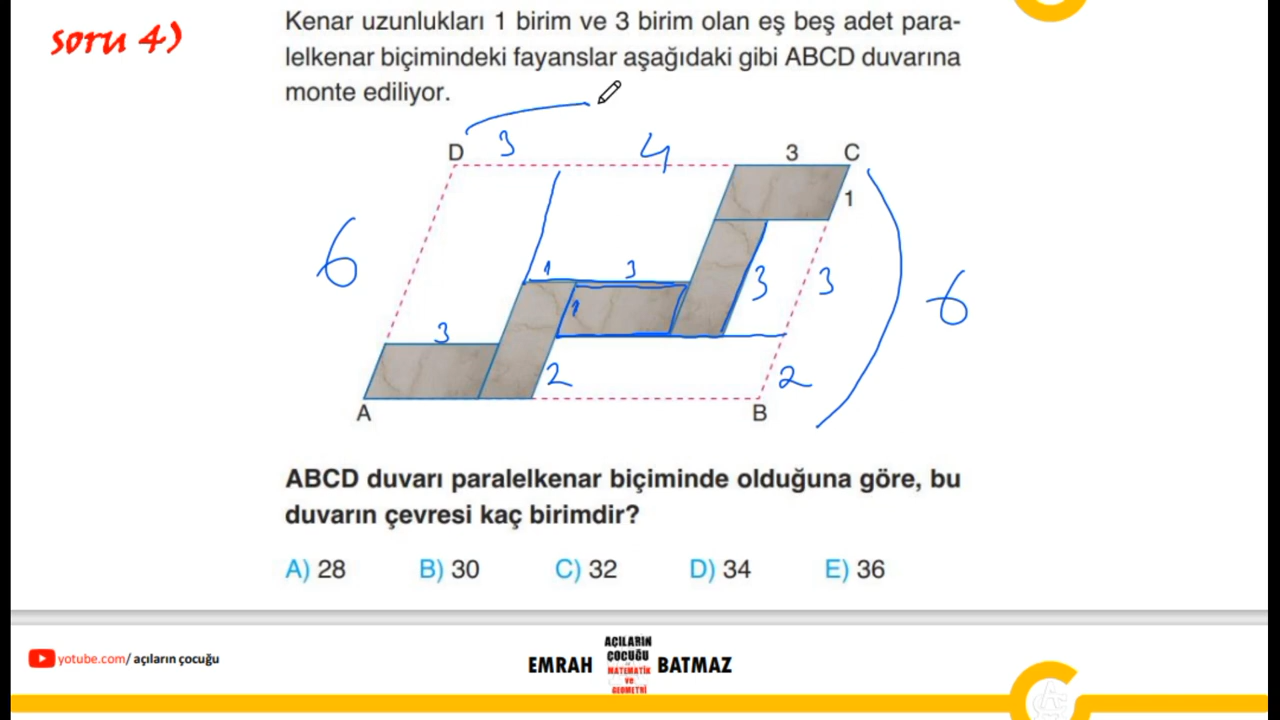 soru 4)
Kenar uzunlukları 1 birim ve 3 birim olan eş beş adet para-
lelkenar biçimindeki fayanslar aşağıdaki gibi ABCD duvarına
monte ediliyor.
D 3 4 3 C
1
6 1 3 3 3 6
1
3
2 2
A B
ABCD duvarı paralelkenar biçiminde olduğuna göre, bu
duvarın çevresi kaç birimdir?
A) 28 B) 30 C) 32 D) 34 E) 36
yotube.com/ açıların çocuğu
EMRAH
AÇILARIN
ÇOCUĞU
MATEMATİK
ve
GEOMETRİ
BATMAZ